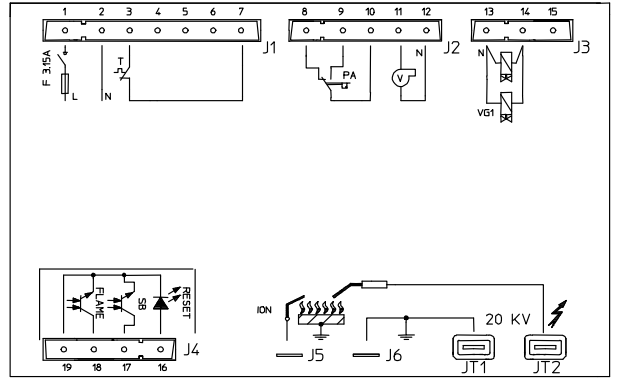 1 2 3 4 5 6 7
8 9 10 11 12
13 14 15
J1
J2
J3
F 3.15A
L
N
T
PA
V
N
N
VG1
FLAME
SB
RESET
J4
19 18 17 16
ION
J5
J6
20 KV
JT1
JT2